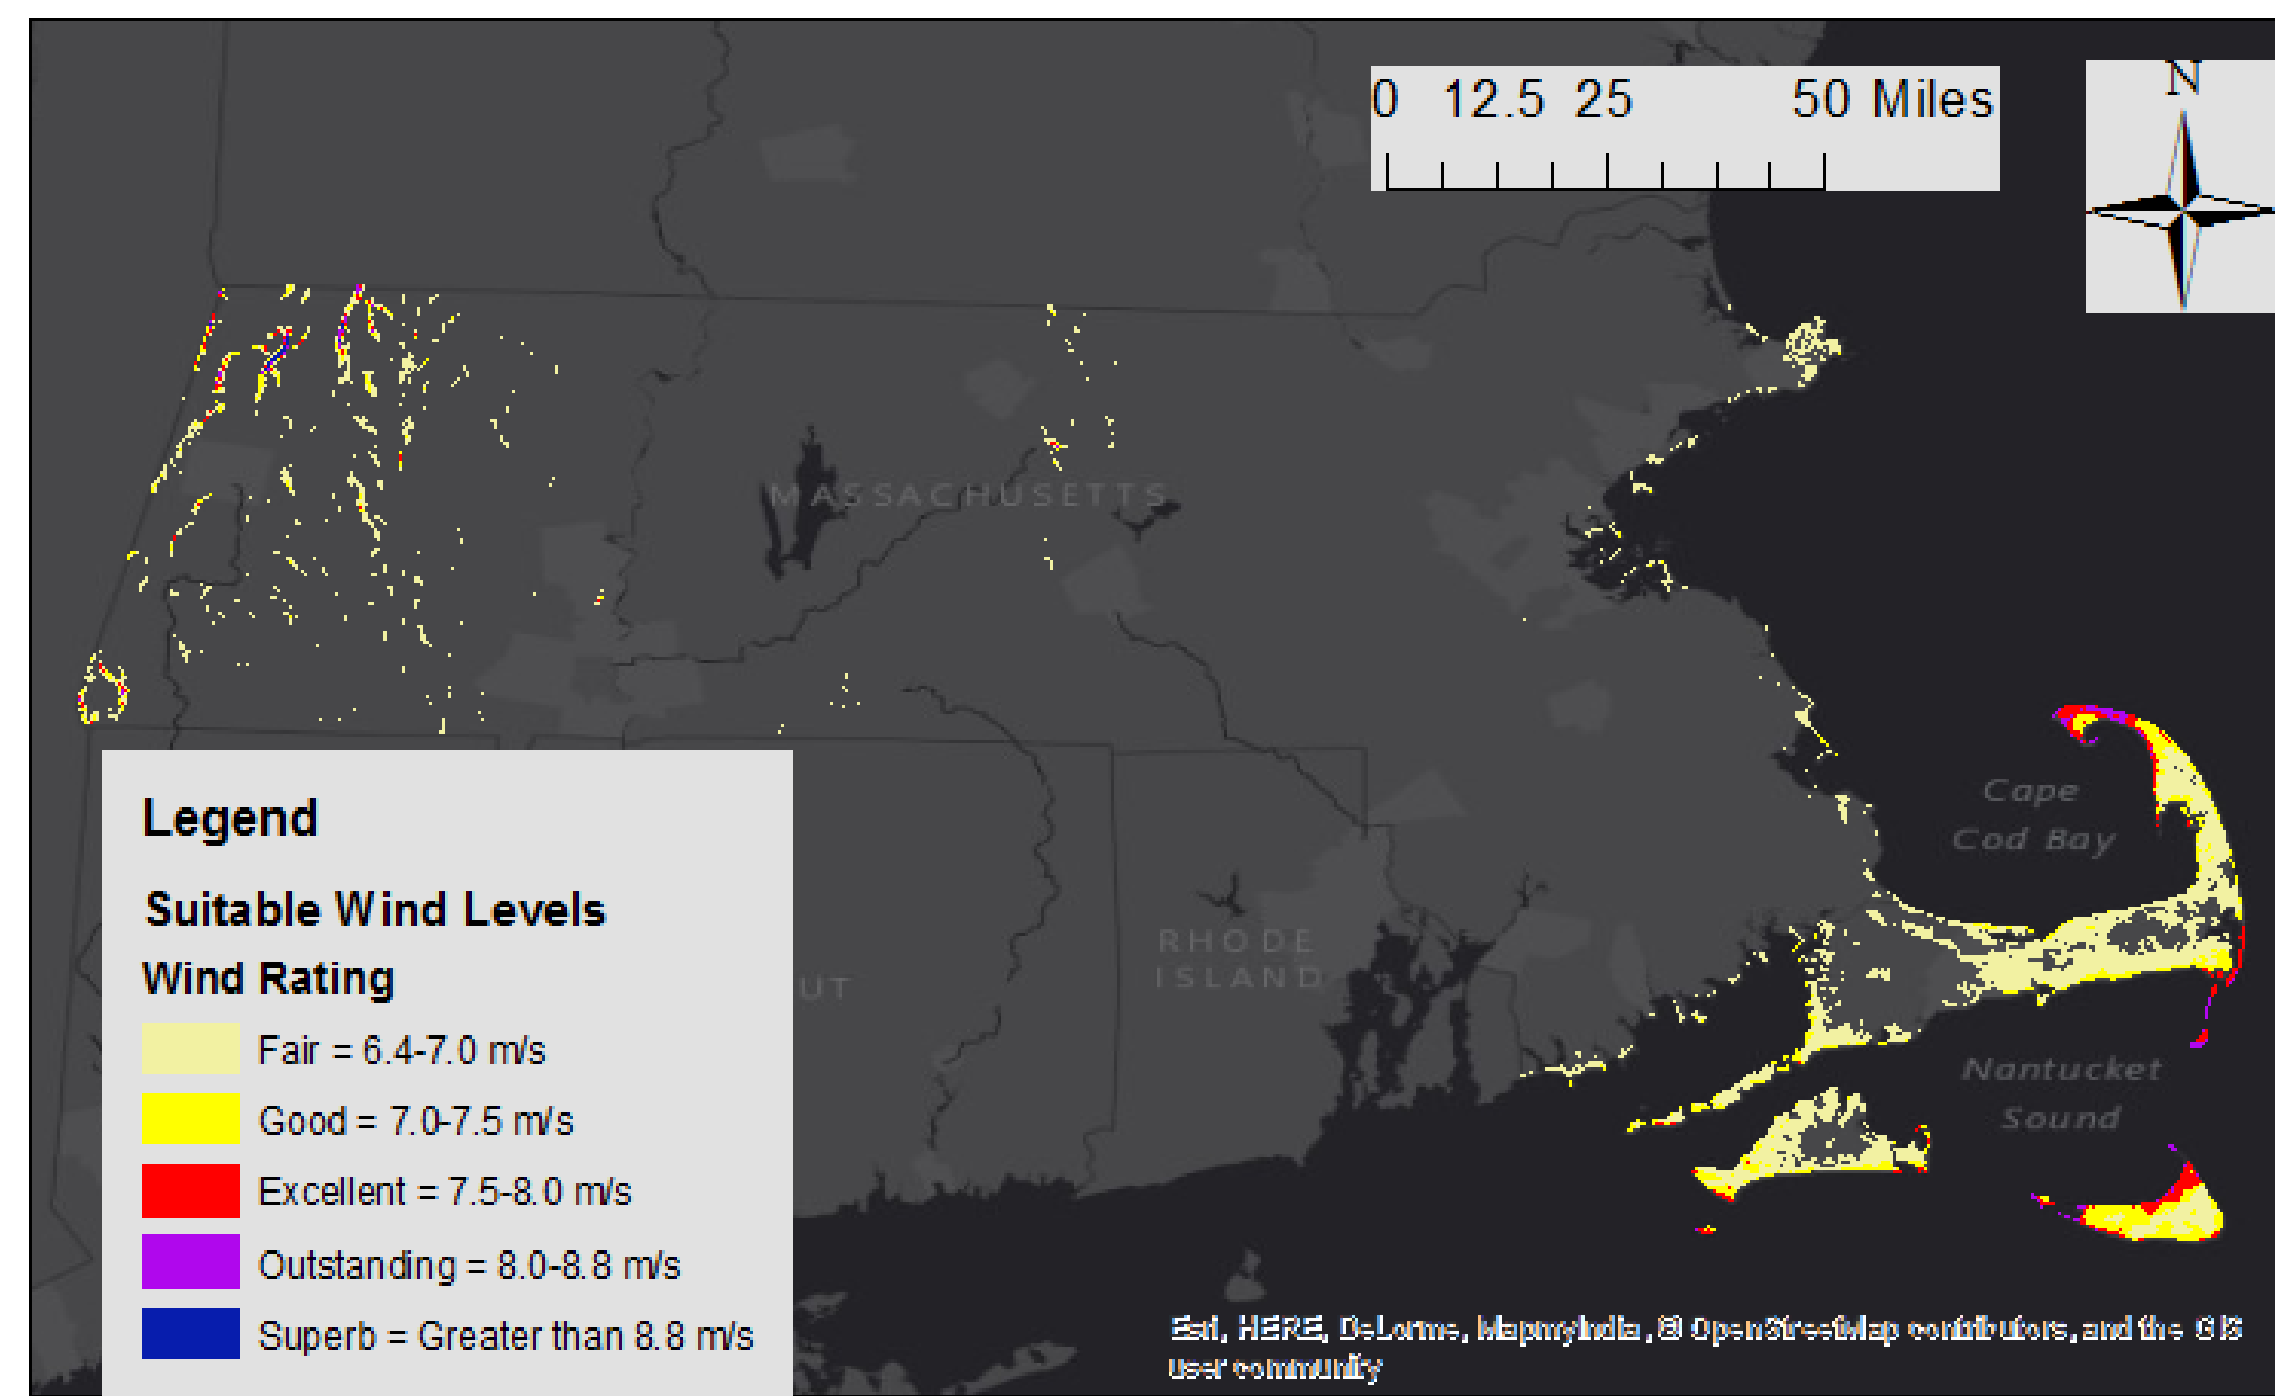 0 12.5 25 50 Miles
N
MASSACHUSETTS
Cape
Cod Bay
Legend
Suitable Wind Levels
Wind Rating
Fair = 6.4-7.0 m/s
Good = 7.0-7.5 m/s
Excellent = 7.5-8.0 m/s
Outstanding = 8.0-8.8 m/s
Superb = Greater than 8.8 m/s
UT
RHODE
ISLAND
Nantucket
Sound
Esri, HERE, DeLorme, MapmyIndia, © OpenStreetMap contributors, and the GIS
user community